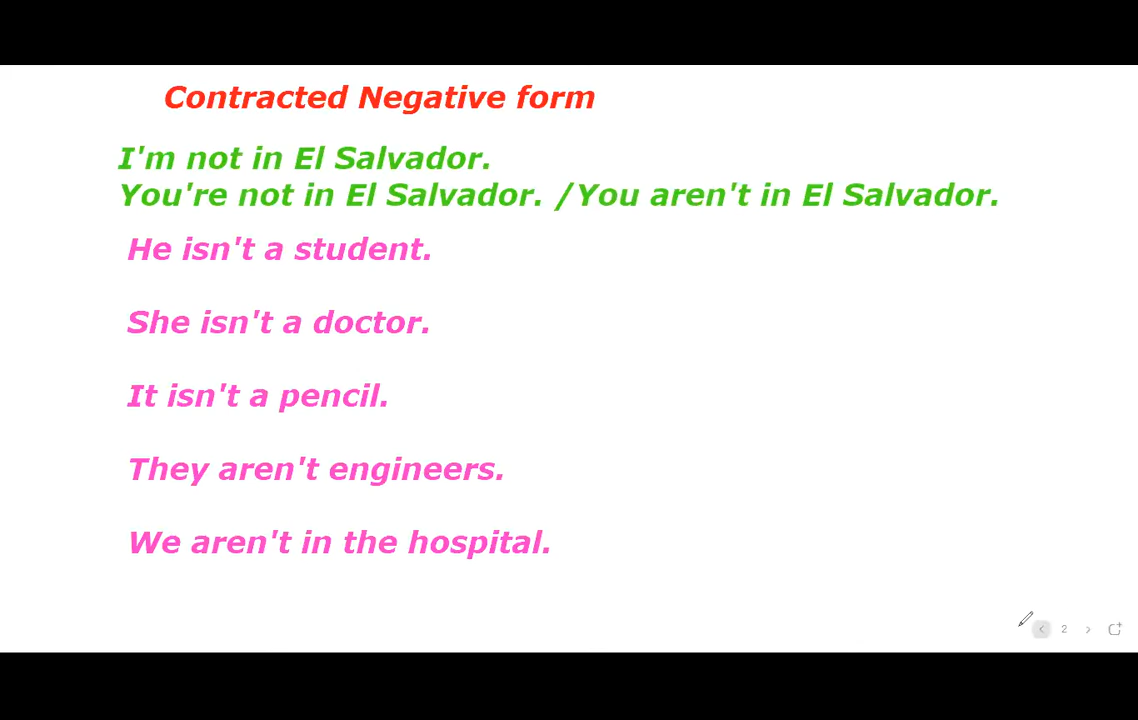 Contracted Negative form
I'm not in El Salvador.
You're not in El Salvador. /You aren't in El Salvador.
He isn't a student.
She isn't a doctor.
It isn't a pencil.
They aren't engineers.
We aren't in the hospital.
2